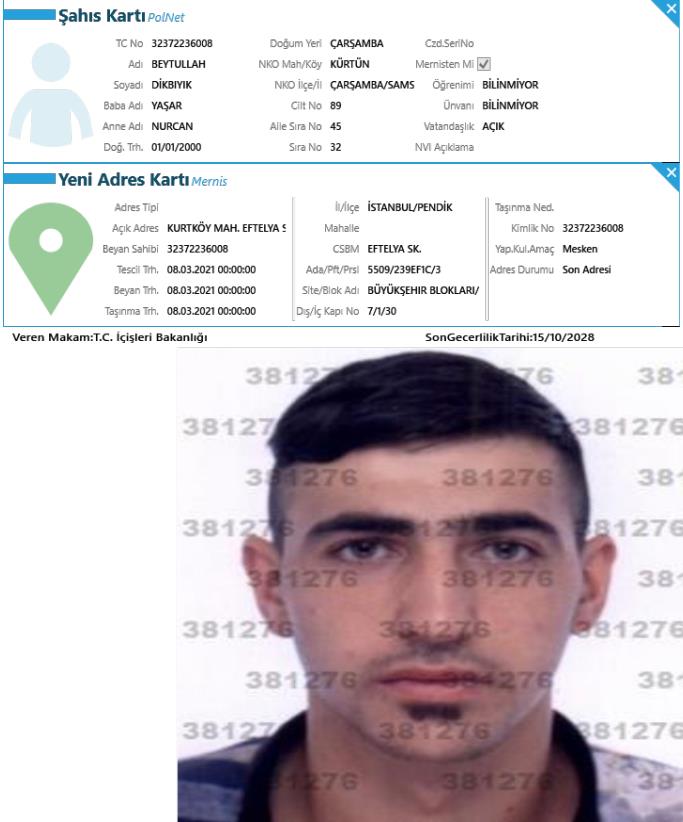 Şahıs Kartı PolNet
TC No 32372236008 Doğum Yeri ÇARŞAMBA Czd.SeriNo
Adı BEYTULLAH NKO Mah/Köy KÜRTÜN Mernisten Mi
Soyadı DİKBIYIK NKO İlçe/İl ÇARŞAMBA/SAMS Öğrenimi BİLİNMİYOR
Baba Adı YAŞAR Cilt No 89 Ünvanı BİLİNMİYOR
Anne Adı NURCAN Aile Sıra No 45 Vatandaşlık AÇIK
Doğ. Trh. 01/01/2000 Sıra No 32 NVI Açıklama
Yeni Adres Kartı Mernis
Adres Tipi İl/İlçe İSTANBUL/PENDİK Taşınma Ned.
Açık Adres KURTKÖY MAH. EFTELYA S Mahalle Kimlik No 32372236008
Beyan Sahibi 32372236008 CSBM EFTELYA SK. Yap.Kul.Amaç Mesken
Tescil Trh. 08.03.2021 00:00:00 Ada/Pft/Prsl 5509/239EF1C/3 Adres Durumu Son Adresi
Beyan Trh. 08.03.2021 00:00:00 Site/Blok Adı BÜYÜKŞEHIR BLOKLARI/
Taşınma Trh. 08.03.2021 00:00:00 Dış/İç Kapı No 7/1/30
Veren Makam:T.C. İçişleri Bakanlığı SonGecerlilikTarihi:15/10/2028
381276
381276
381276 381276
381276
381276 381276
381276 381276 381276
381276 381276
381276 381276 381276
381276